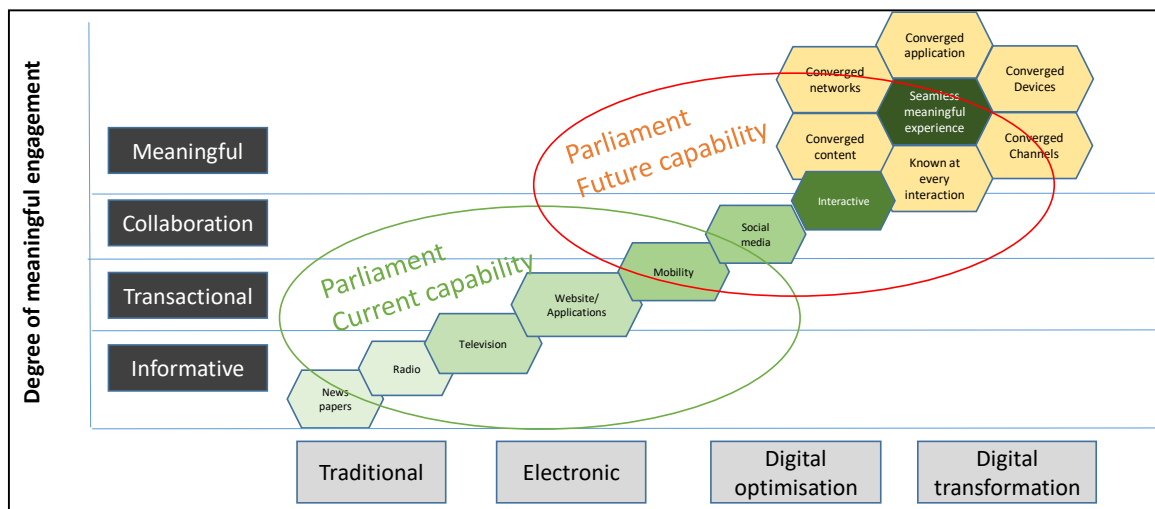 Degree of meaningful engagement
Meaningful
Collaboration
Transactional
Informative
Parliament
Future capability
Parliament
Current capability
Converged
application
Converged
networks
Converged
Devices
Seamless
meaningful
experience
Converged
content
Converged
Channels
Known at
every
interaction
Interactive
Social
media
Mobility
Website/
Applications
Television
Radio
News
papers
Traditional
Electronic
Digital
optimisation
Digital
transformation